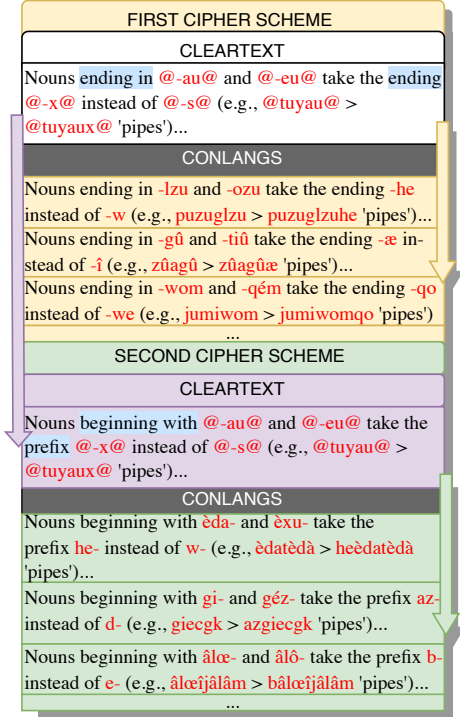 FIRST CIPHER SCHEME
CLEARTEXT
Nouns ending in @-au@ and @-eu@ take the ending
@-x@ instead of @-s@ (e.g., @tuyau@ >
@tuyaux@ 'pipes')...
CONLANGS
Nouns ending in -lzu and -ozu take the ending -he
instead of -w (e.g., puzuglzu > puzuglzuhe 'pipes')...
Nouns ending in -gû and -tiû take the ending -æ in-
stead of -î (e.g., zûagû > zûagûæ 'pipes')...
Nouns ending in -wom and -qém take the ending -qo
instead of -we (e.g., jumiwom > jumiwomqo 'pipes')
...
SECOND CIPHER SCHEME
CLEARTEXT
Nouns beginning with @-au@ and @-eu@ take the
prefix @-x@ instead of @-s@ (e.g., @tuyau@ >
@tuyaux@ 'pipes')...
CONLANGS
Nouns beginning with èda- and èxu- take the
prefix he- instead of w- (e.g., èdatèdà > heèdatèdà
'pipes')...
Nouns beginning with gi- and géz- take the prefix az-
instead of d- (e.g., giecgk > azgiecgk 'pipes')...
Nouns beginning with âlœ- and âlô- take the prefix b-
instead of e- (e.g., âlœîjâlâm > bâlœîjâlâm 'pipes')...
...